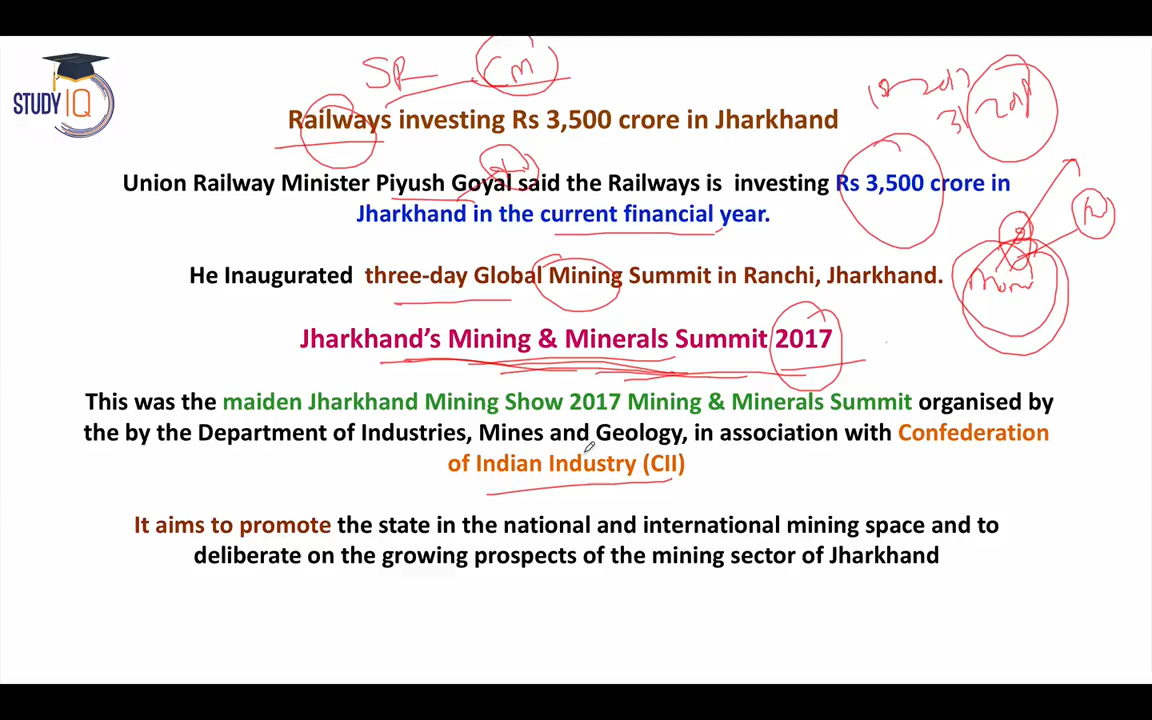 STUDY IQ
Railways investing Rs 3,500 crore in Jharkhand
Union Railway Minister Piyush Goyal said the Railways is investing Rs 3,500 crore in
Jharkhand in the current financial year.
He Inaugurated three-day Global Mining Summit in Ranchi, Jharkhand.
Jharkhand's Mining & Minerals Summit 2017
This was the maiden Jharkhand Mining Show 2017 Mining & Minerals Summit organised by
the by the Department of Industries, Mines and Geology, in association with Confederation
of Indian Industry (CII)
It aims to promote the state in the national and international mining space and to
deliberate on the growing prospects of the mining sector of Jharkhand